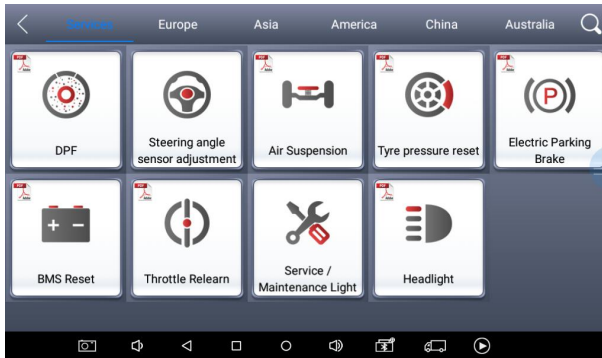 Services
Europe
Asia
America
China
Australia
DPF
Steering angle
sensor adjustment
Air Suspension
Tyre pressure reset
P
Electric Parking
Brake
BMS Reset
Throttle Relearn
Service /
Maintenance Light
Headlight